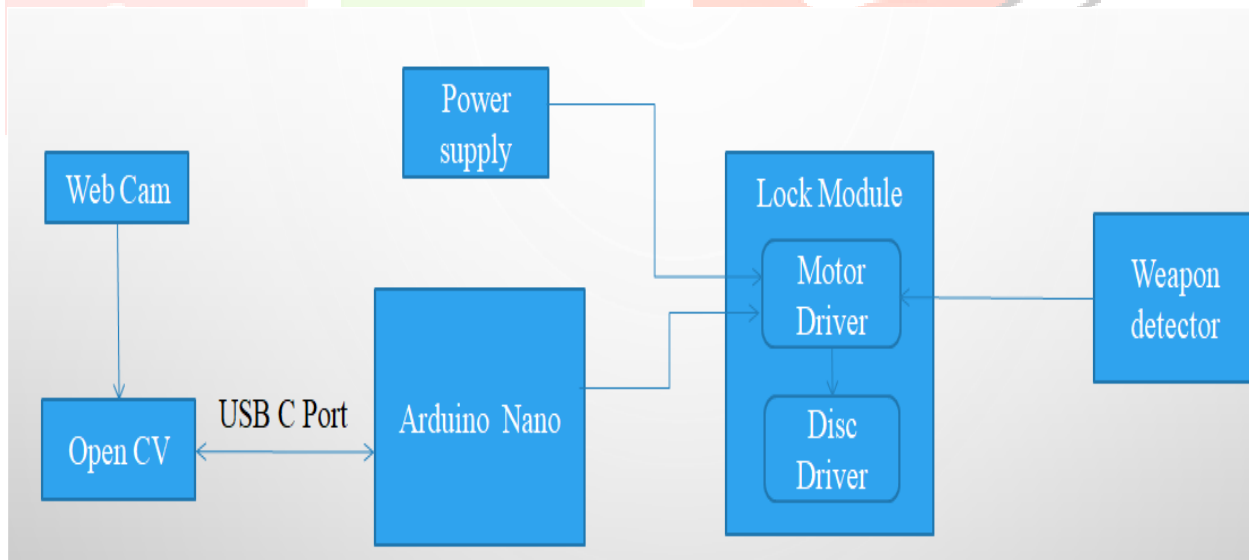 Power
supply
Web Cam
Lock Module
Motor
Driver
Weapon
detector
USB C Port
Open CV
Arduino Nano
Disc
Driver